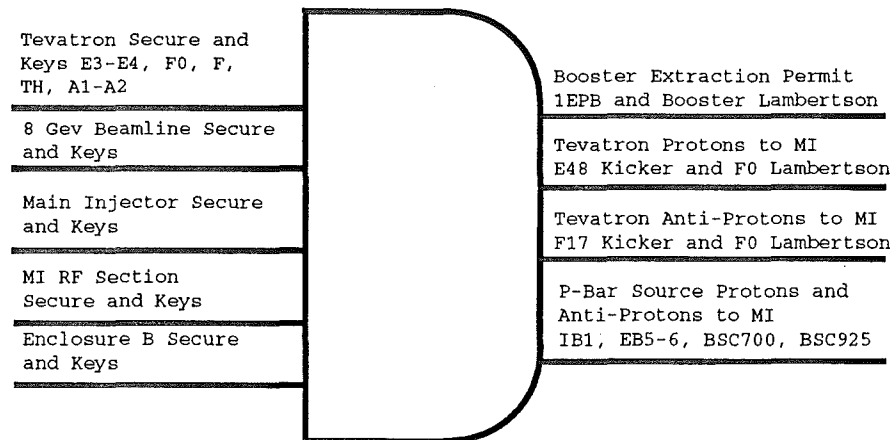 Tevatron Secure and
Keys E3-E4, F0, F,
TH, A1-A2
8 Gev Beamline Secure
and Keys
Main Injector Secure
and Keys
MI RF Section
Secure and Keys
Enclosure B Secure
and Keys
Booster Extraction Permit
1EPB and Booster Lambertson
Tevatron Protons to MI
E48 Kicker and F0 Lambertson
Tevatron Anti-Protons to MI
F17 Kicker and F0 Lambertson
P-Bar Source Protons and
Anti-Protons to MI
IB1, EB5-6, BSC700, BSC925